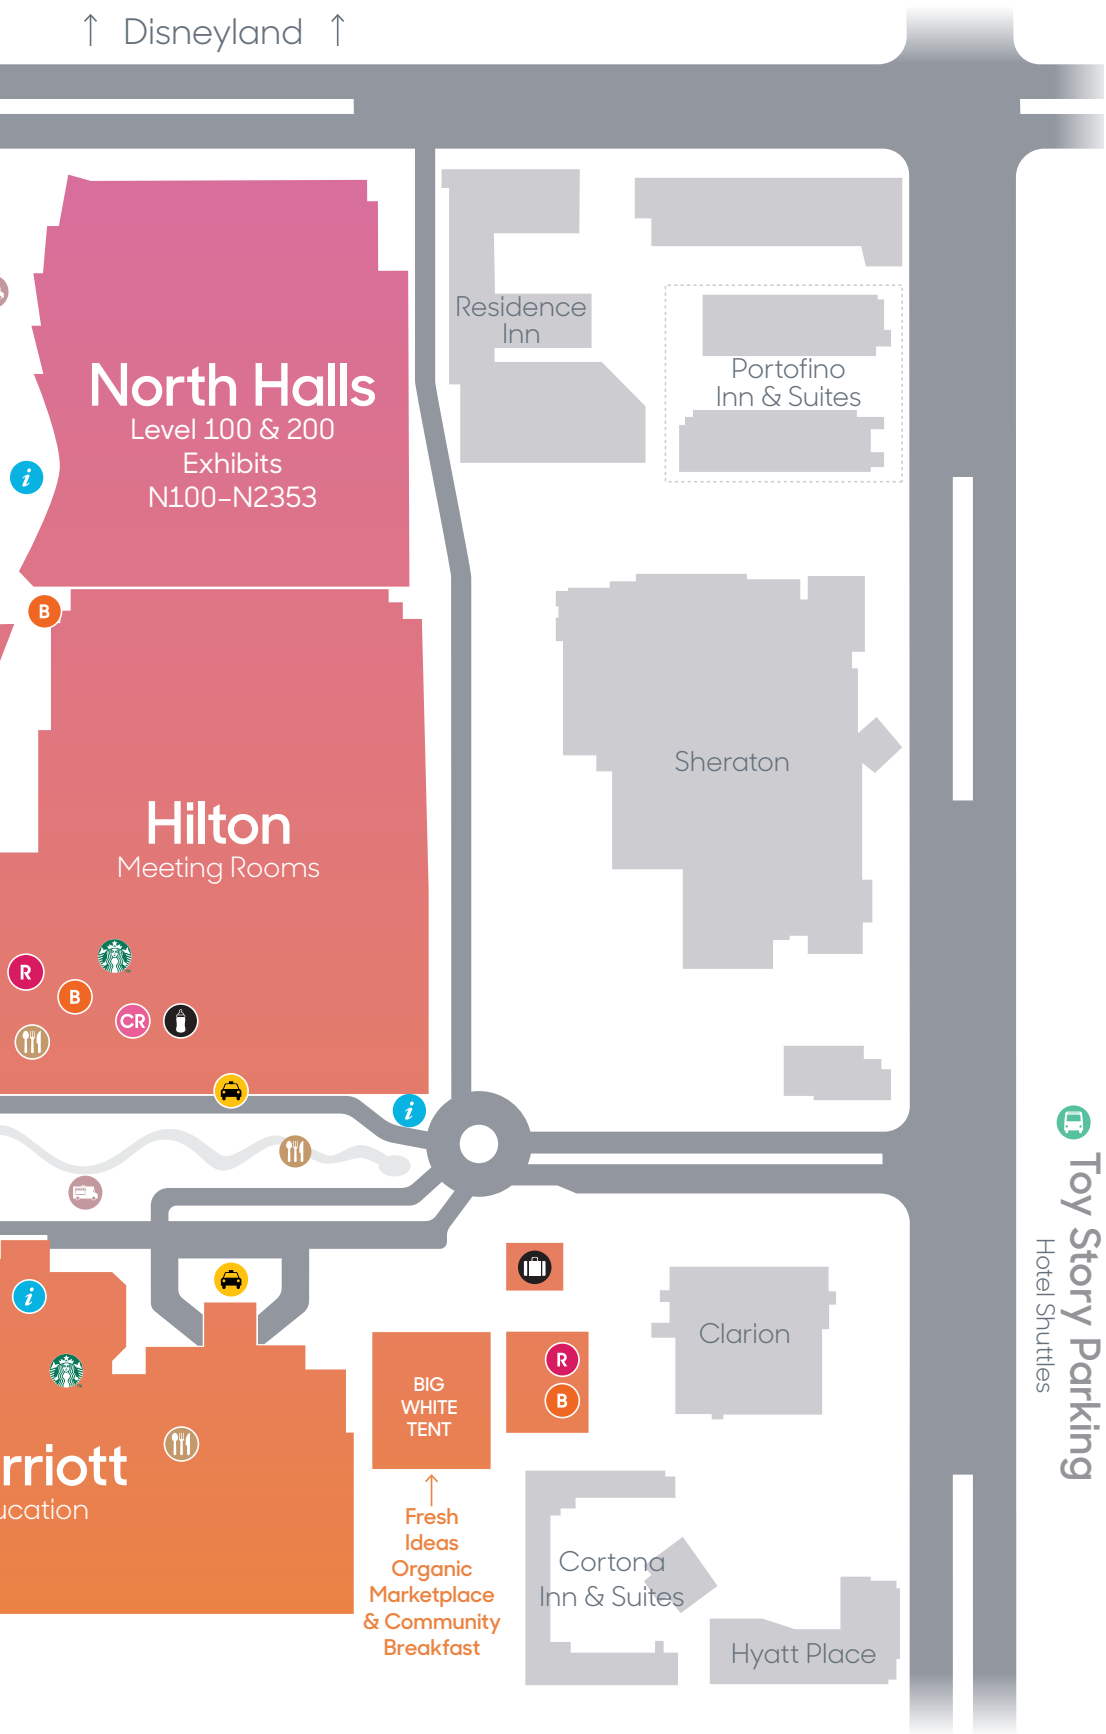 ↑ Disneyland ↑
Residence
Inn
Portofino
Inn & Suites
North Halls
Level 100 & 200
Exhibits
N100–N2353
i
B
Sheraton
Hilton
Meeting Rooms
R
B
CR
i
Toy Story Parking
Hotel Shuttles
i
Clarion
R
B
BIG
WHITE
TENT
rriott
ucation
Fresh
Ideas
Organic
Marketplace
& Community
Breakfast
Cortona
Inn & Suites
Hyatt Place